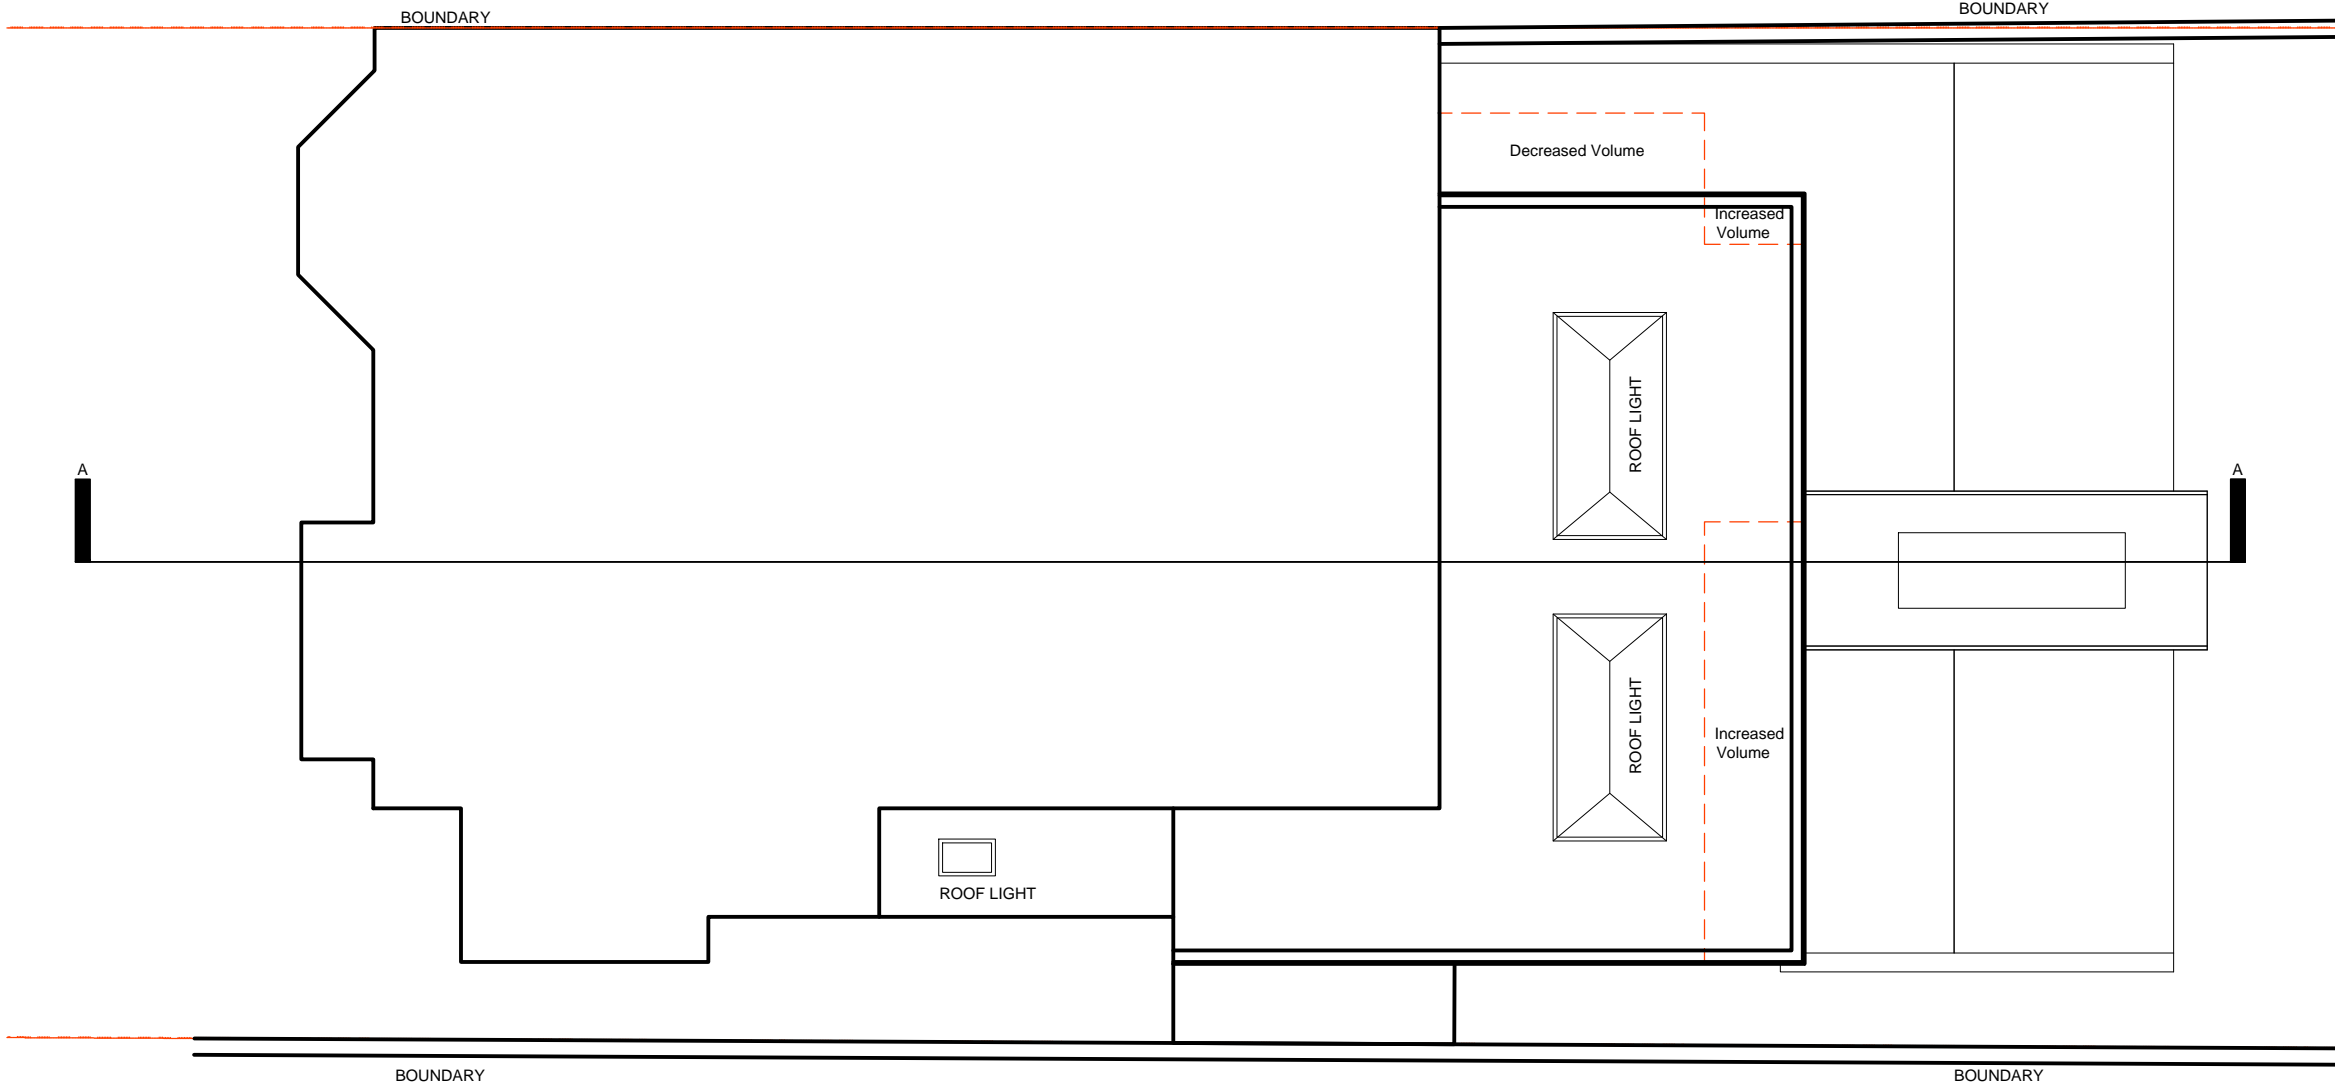 BOUNDARY
BOUNDARY
Decreased Volume
Increased
Volume
ROOF LIGHT
A
A
ROOF LIGHT
Increased
Volume
ROOF LIGHT
BOUNDARY
BOUNDARY